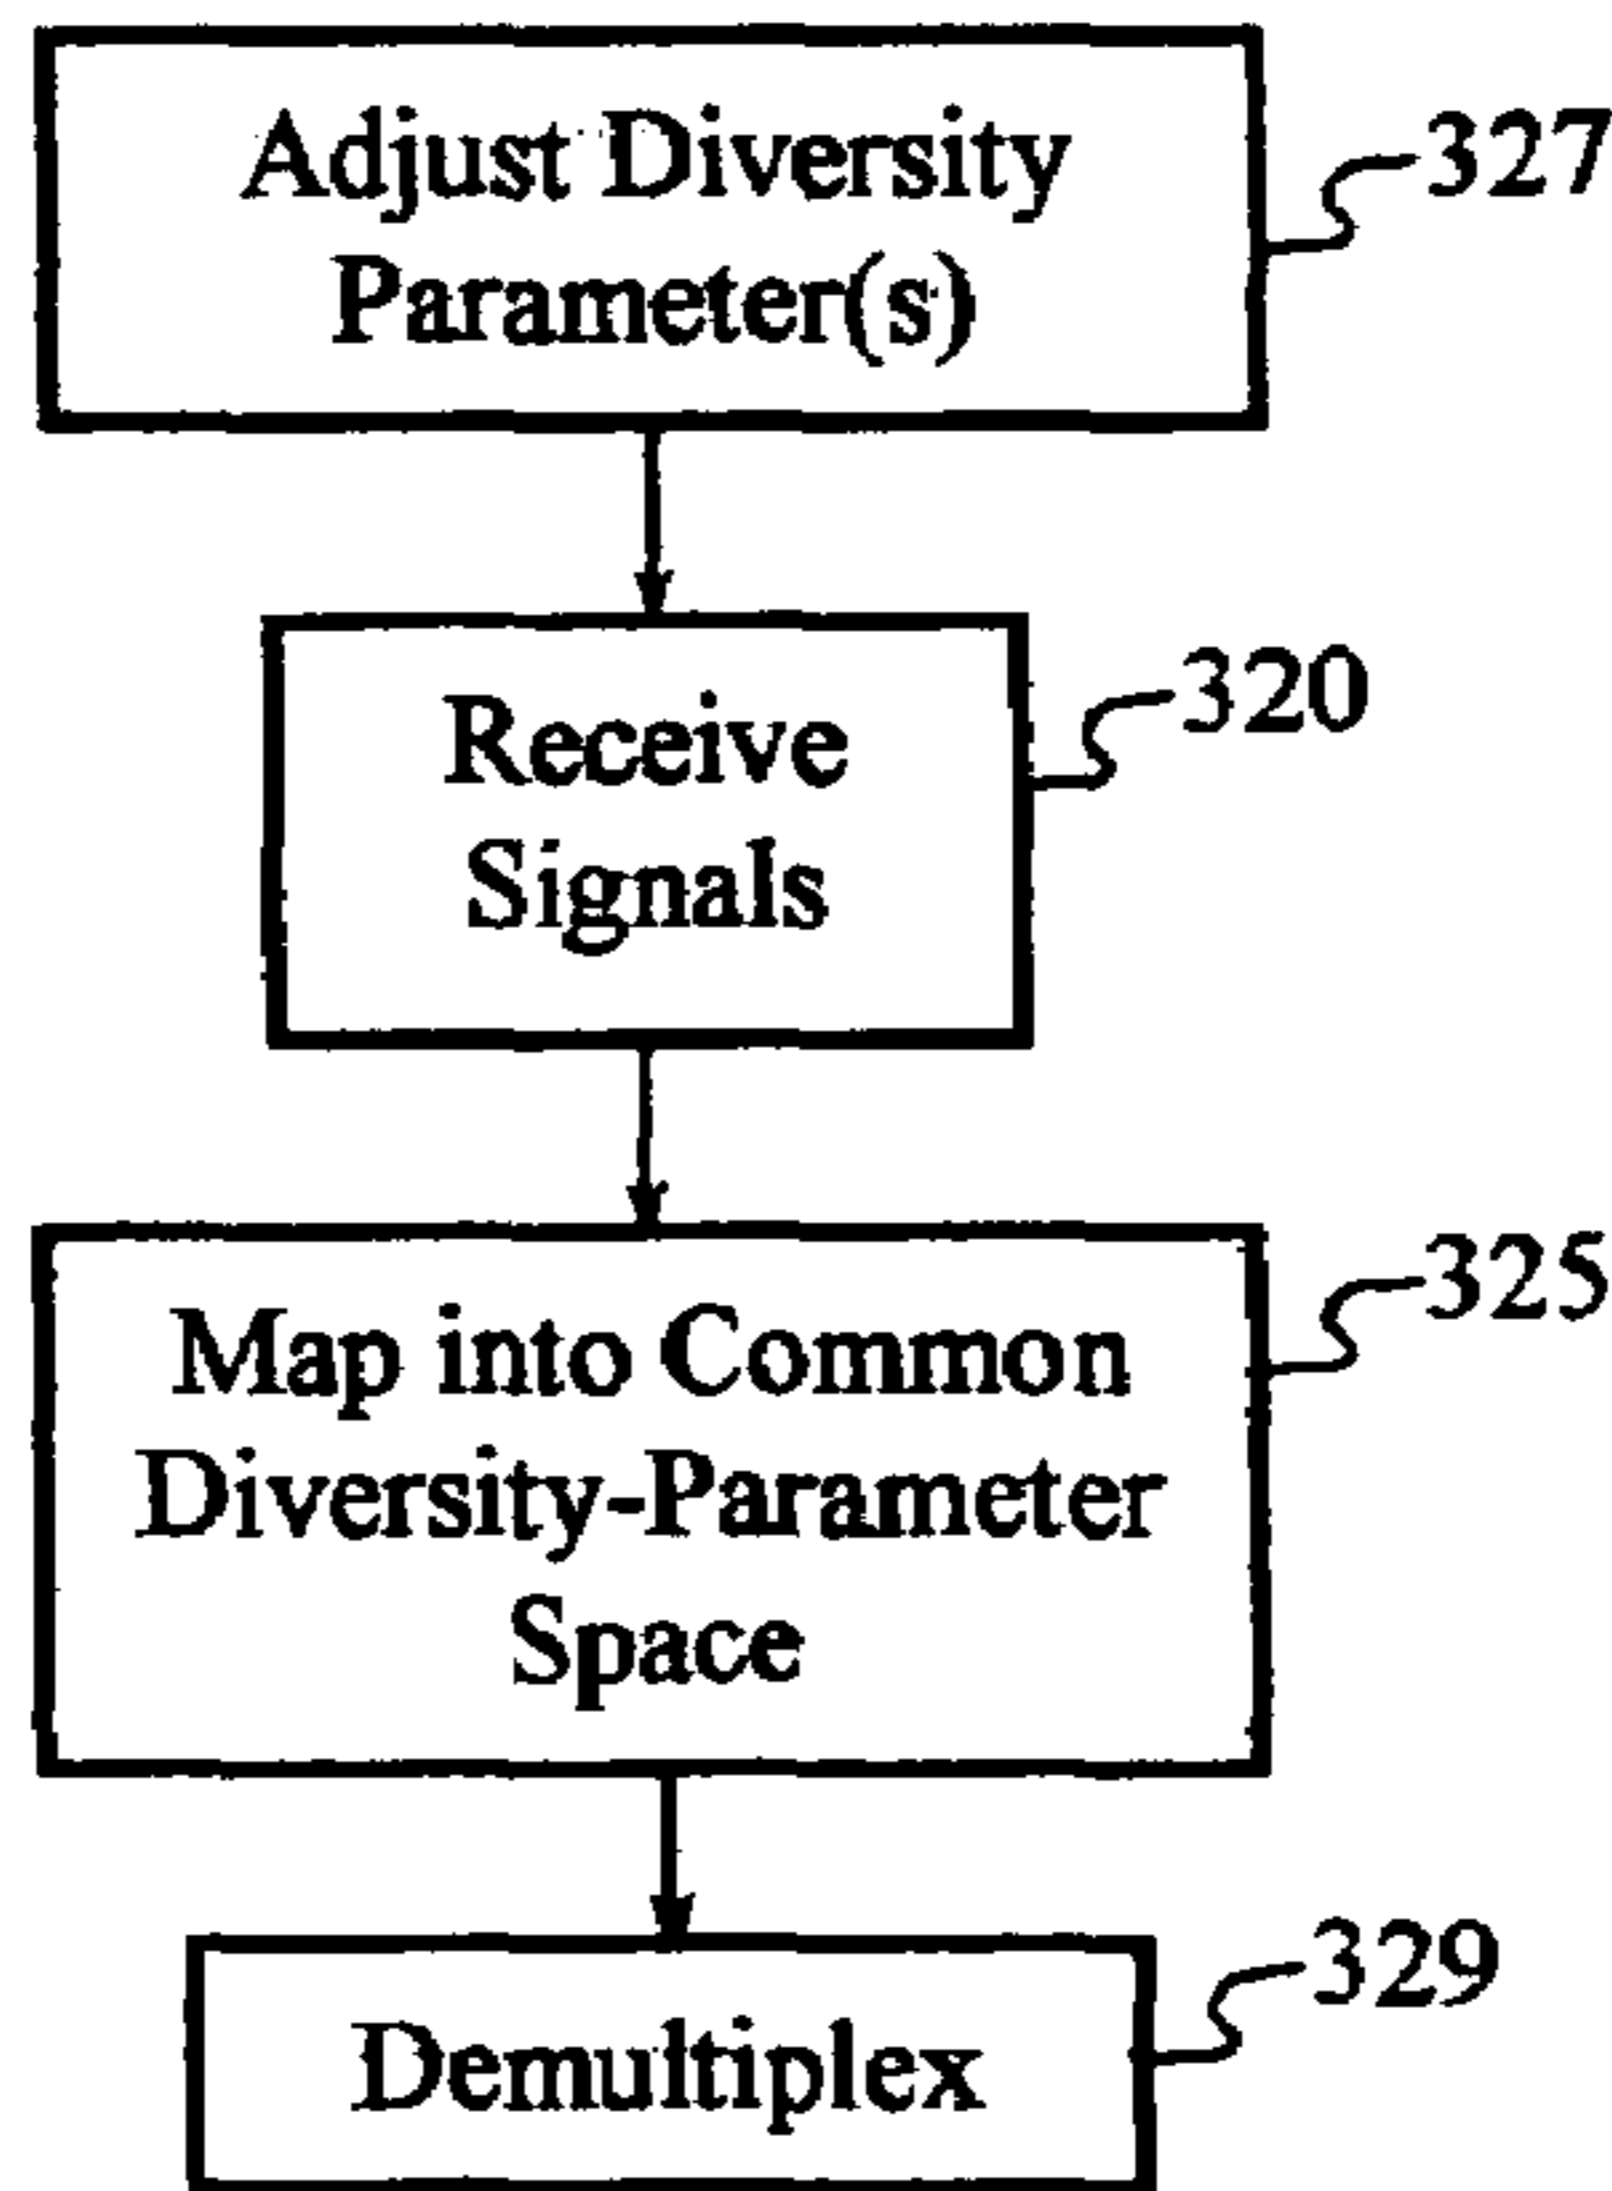 Adjust Diversity
Parameter(s)
327
Receive
Signals
320
Map into Common
Diversity-Parameter
Space
325
Demultiplex
329